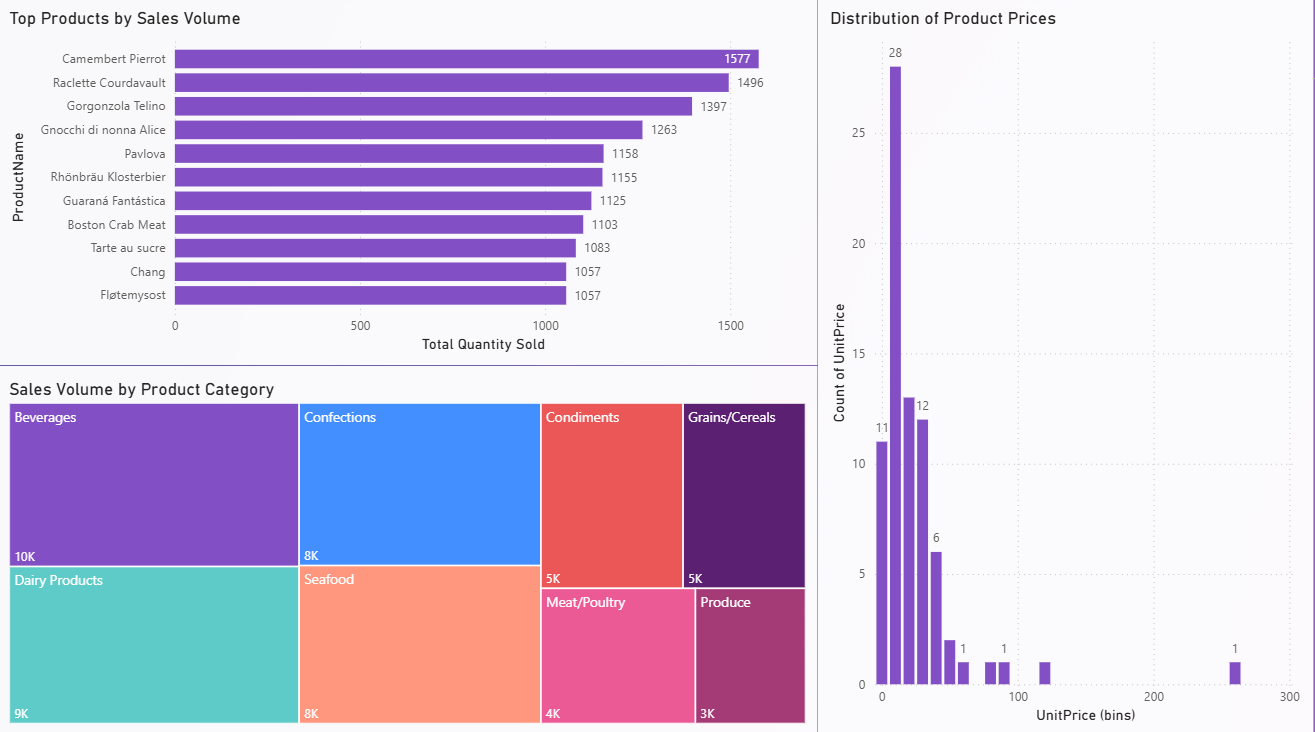 Top Products by Sales Volume
ProductName
Camembert Pierrot 1577
Raclette Courdavault 1496
Gorgonzola Telino 1397
Gnocchi di nonna Alice 1263
Pavlova 1158
Rhönbräu Klosterbier 1155
Guaraná Fantástica 1125
Boston Crab Meat 1103
Tarte au sucre 1083
Chang 1057
Fløtemysost 1057
0 500 1000 1500
Total Quantity Sold
Sales Volume by Product Category
Beverages
10K
Confections
8K
Condiments
5K
Grains/Cereals
5K
Dairy Products
9K
Seafood
8K
Meat/Poultry
4K
Produce
3K
Distribution of Product Prices
Count of UnitPrice
25
20
15
10
5
0
11
28
12
6
1
1
1
0 100 200 300
UnitPrice (bins)